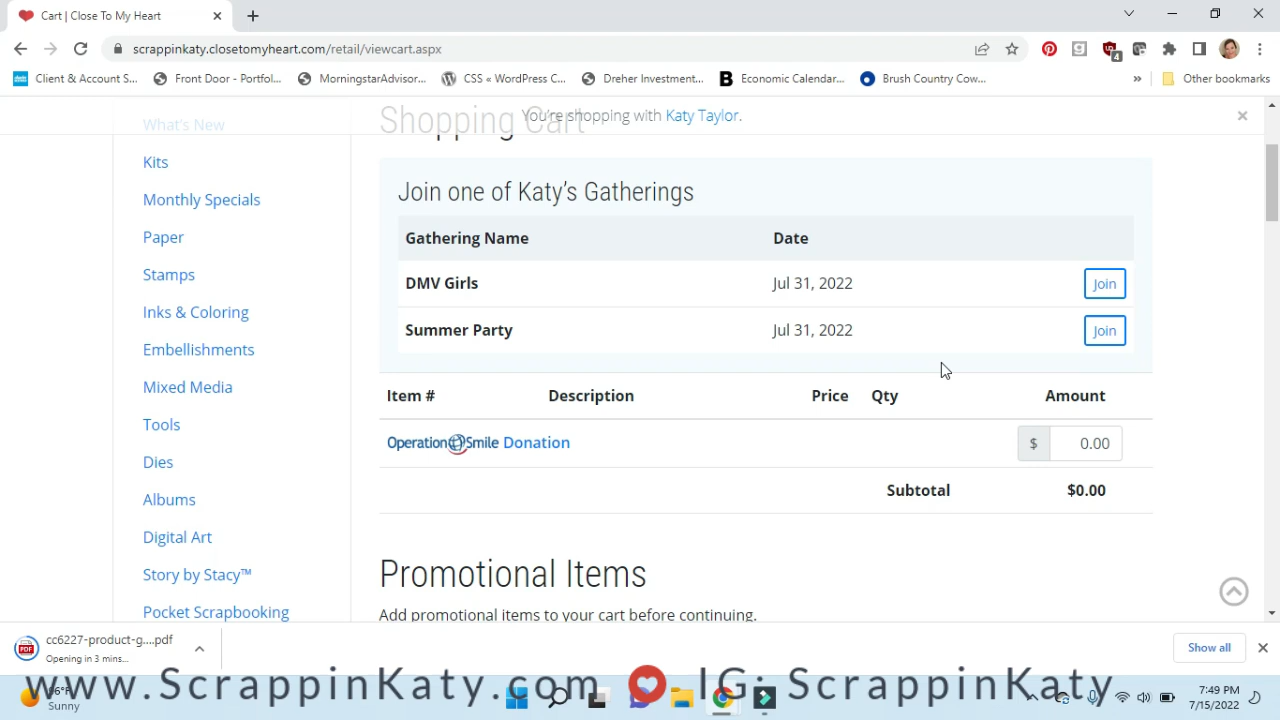 Cart | Close To My Heart
scrappinkaty.closetomyheart.com/retail/viewcart.aspx
4
Client & Account S... Front Door - Portfol... MorningstarAdvisor... CSS « WordPress C... Dreher Investment... Economic Calendar... Brush Country Cow... » Other bookmarks
You're shopping with Katy Taylor.
Shopping Cart
What's New
Kits
Monthly Specials
Paper
Stamps
Inks & Coloring
Embellishments
Mixed Media
Tools
Dies
Albums
Digital Art
Story by Stacy™
Pocket Scrapbooking
Join one of Katy's Gatherings
Gathering Name Date
DMV Girls Jul 31, 2022 Join
Summer Party Jul 31, 2022 Join
Item # Description Price Qty Amount
Operation Smile Donation $ 0.00
Subtotal $0.00
Promotional Items
Add promotional items to your cart before continuing.
cc6227-product-g....pdf
Opening in 3 mins...
PDF
Show all
www.ScrappinKaty.com IG: ScrappinKaty
Sunny
7:49 PM
7/15/2022